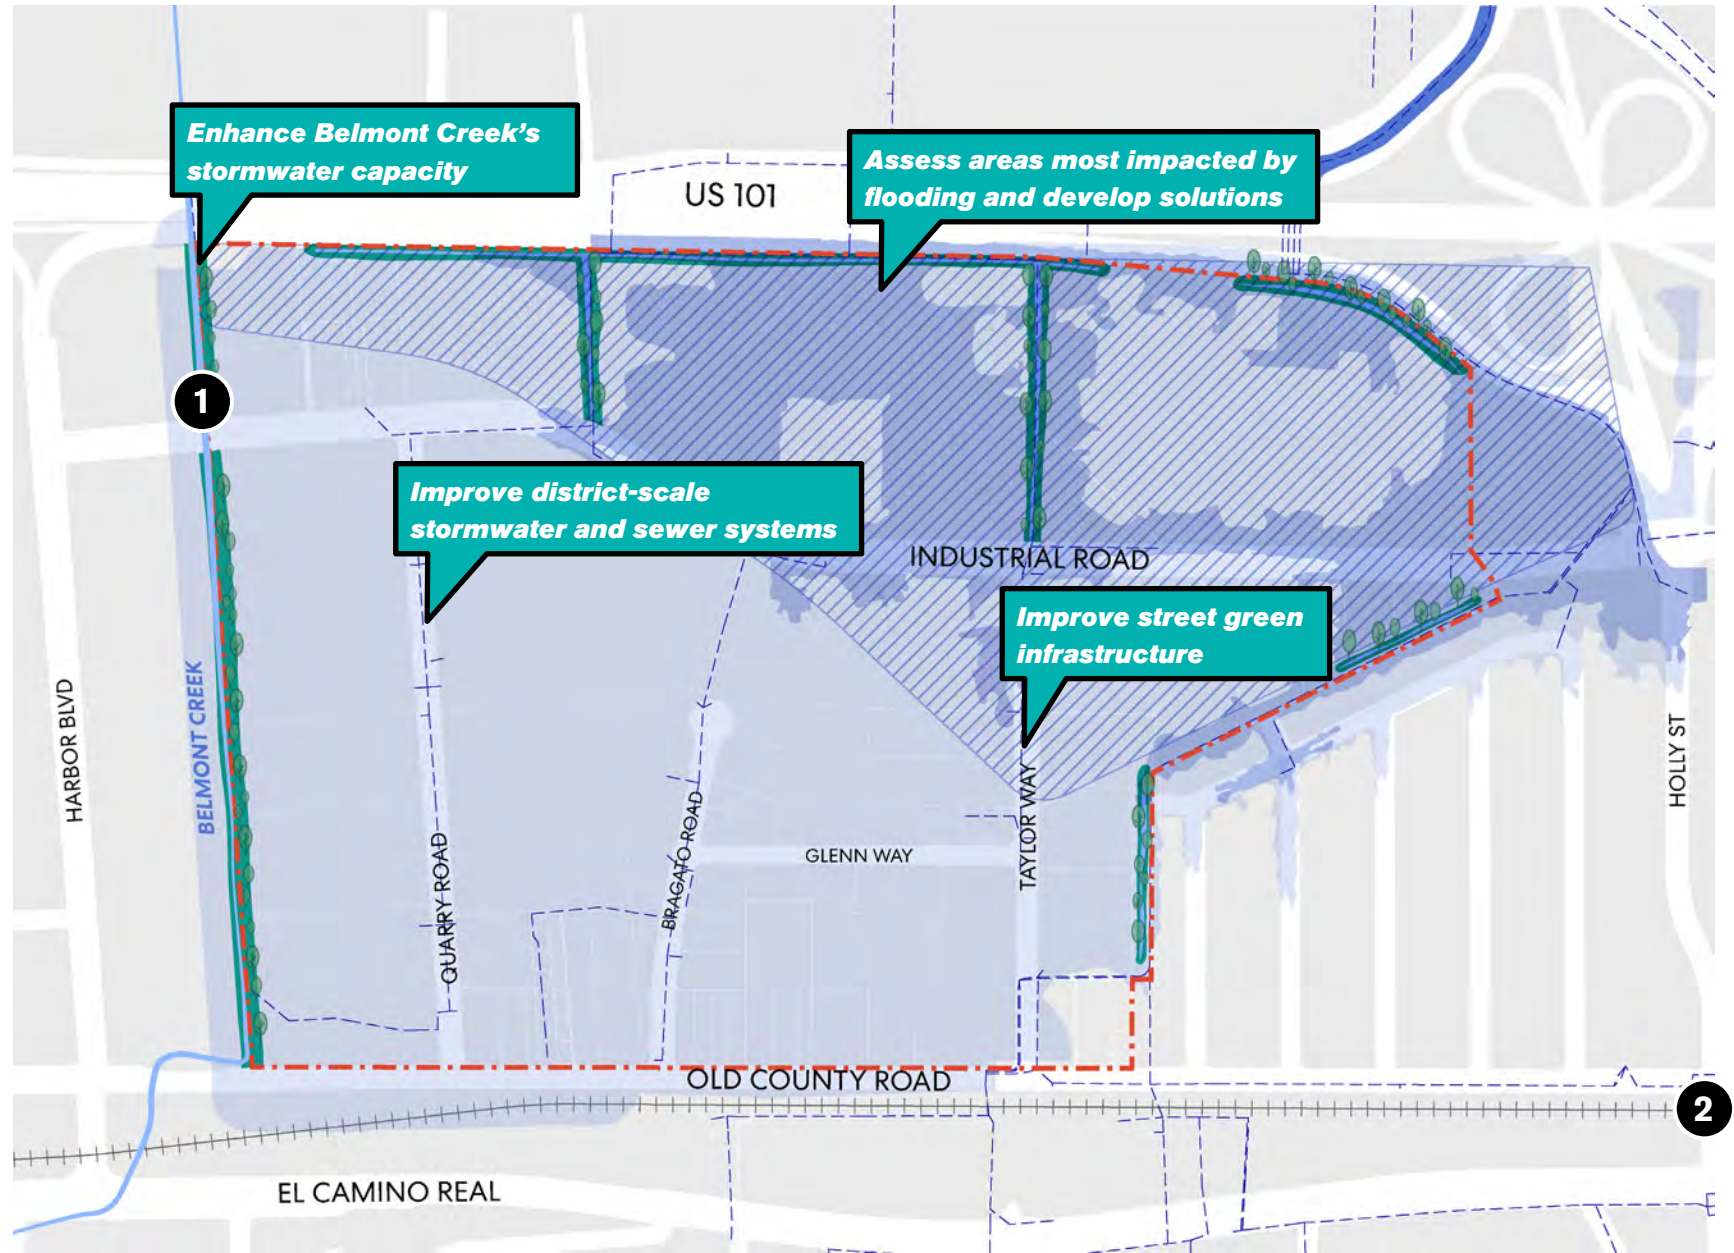 Enhance Belmont Creek's
stormwater capacity
Assess areas most impacted by
flooding and develop solutions
US 101
1
Improve district-scale
stormwater and sewer systems
INDUSTRIAL ROAD
Improve street green
infrastructure
HARBOR BLVD
BELMONT CREEK
QUARRY ROAD
BRAGATO ROAD
GLENN WAY
TAYLOR WAY
HOLLY ST
OLD COUNTY ROAD
2
EL CAMINO REAL